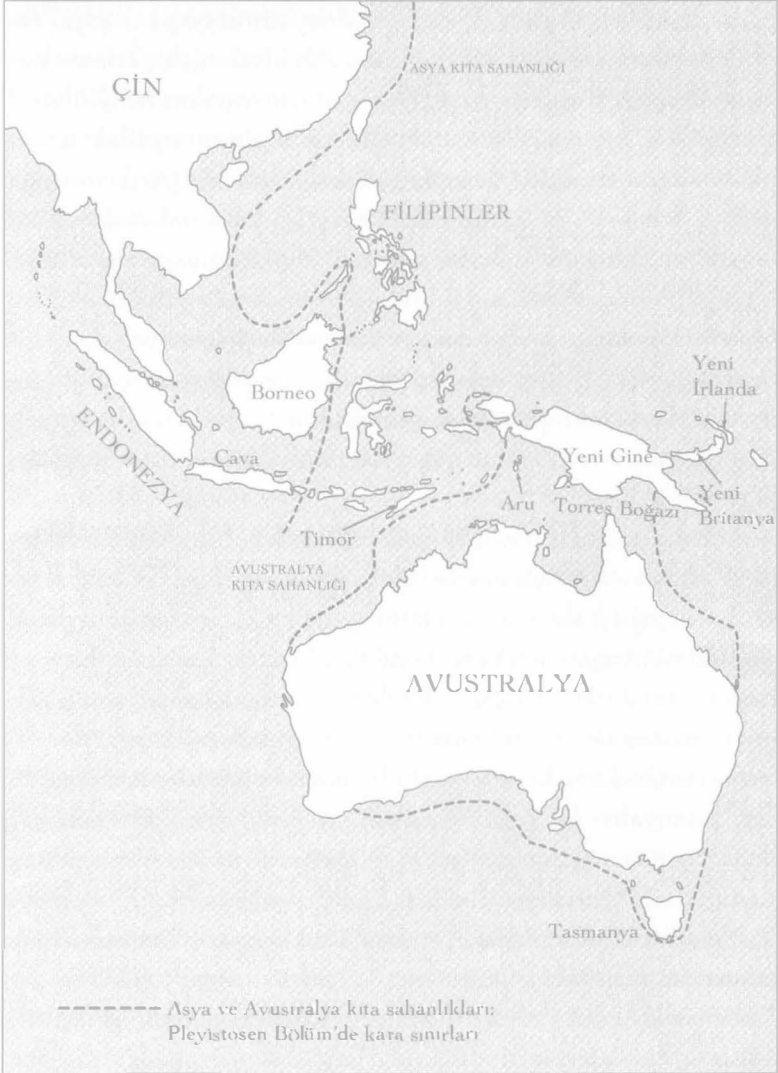 ÇİN
ASYA KITA SAHANLIĞI
FİLİPİNLER
Yeni
İrlanda
Borneo
ENDONEZYA
Cava
Yeni Gine
Aru
Torres Boğazı
Yeni
Britanya
Timor
AVUSTRALYA
KITA SAHANLIĞI
AVUSTRALYA
Tasmanya
Asya ve Avustralya kıta sahanlıkları;
Pleyistosen Bölüm'de kara sınırları